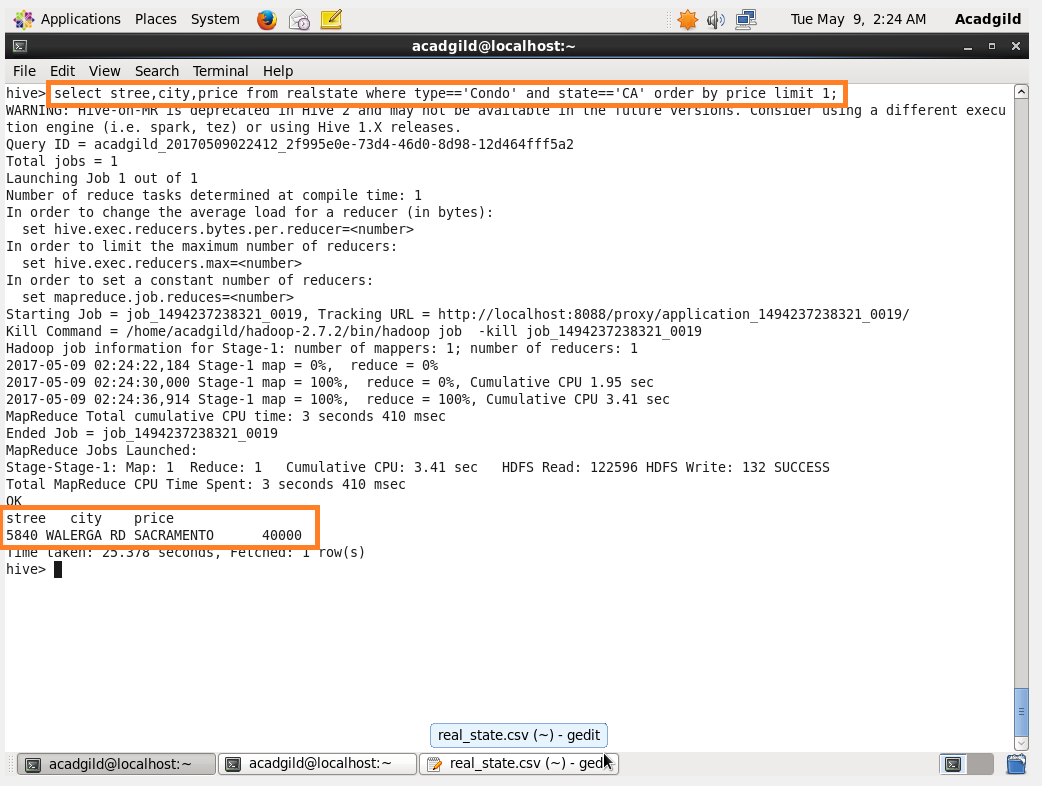 Applications Places System Tue May 9, 2:24 AM Acadgild
acadgild@localhost:~
File Edit View Search Terminal Help
hive> select stree,city,price from realstate where type=='Condo' and state=='CA' order by price limit 1;
WARNING: Hive-on-MR is deprecated in Hive 2 and may not be available in the future versions. Consider using a different execu
tion engine (i.e. spark, tez) or using Hive 1.X releases.
Query ID = acadgild_20170509022412_2f995e0e-73d4-46d0-8d98-12d464fff5a2
Total jobs = 1
Launching Job 1 out of 1
Number of reduce tasks determined at compile time: 1
In order to change the average load for a reducer (in bytes):
  set hive.exec.reducers.bytes.per.reducer=<number>
In order to limit the maximum number of reducers:
  set hive.exec.reducers.max=<number>
In order to set a constant number of reducers:
  set mapreduce.job.reduces=<number>
Starting Job = job_1494237238321_0019, Tracking URL = http://localhost:8088/proxy/application_1494237238321_0019/
Kill Command = /home/acadgild/hadoop-2.7.2/bin/hadoop job  -kill job_1494237238321_0019
Hadoop job information for Stage-1: number of mappers: 1; number of reducers: 1
2017-05-09 02:24:22,184 Stage-1 map = 0%,  reduce = 0%
2017-05-09 02:24:30,000 Stage-1 map = 100%,  reduce = 0%, Cumulative CPU 1.95 sec
2017-05-09 02:24:36,914 Stage-1 map = 100%,  reduce = 100%, Cumulative CPU 3.41 sec
MapReduce Total cumulative CPU time: 3 seconds 410 msec
Ended Job = job_1494237238321_0019
MapReduce Jobs Launched:
Stage-Stage-1: Map: 1  Reduce: 1   Cumulative CPU: 3.41 sec   HDFS Read: 122596 HDFS Write: 132 SUCCESS
Total MapReduce CPU Time Spent: 3 seconds 410 msec
OK
stree   city    price
5840 WALERGA RD SACRAMENTO      40000
Time taken: 25.378 seconds, Fetched: 1 row(s)
hive>
real_state.csv (~) - gedit
acadgild@localhost:~ acadgild@localhost:~ real_state.csv (~) - ged